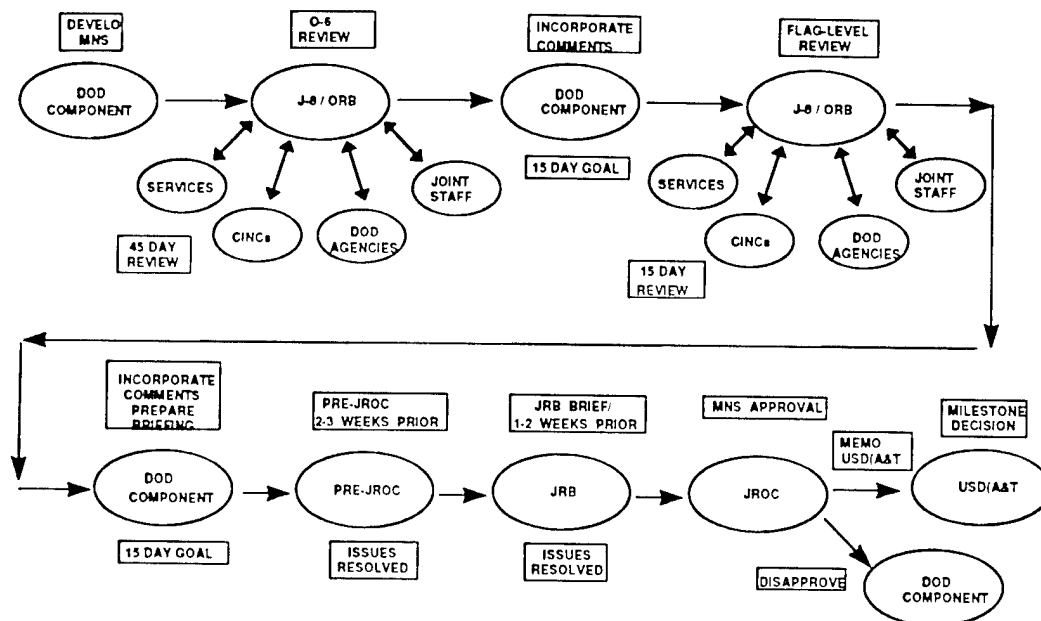 DEVELO
MNS
O-6
REVIEW
INCORPORATE
COMMENTS
FLAG-LEVEL
REVIEW
DOD
COMPONENT
J-8 / ORB
DOD
COMPONENT
J-8 / ORB
15 DAY GOAL
SERVICES
CINCs
DOD
AGENCIES
JOINT
STAFF
45 DAY
REVIEW
SERVICES
CINCs
DOD
AGENCIES
JOINT
STAFF
15 DAY
REVIEW
INCORPORATE
COMMENTS
PREPARE
BRIEFING
PRE-JROC
2-3 WEEKS PRIOR
JRB BRIEF/
1-2 WEEKS PRIOR
MNS APPROVAL
MEMO
USD(A&T
MILESTONE
DECISION
DOD
COMPONENT
PRE-JROC
JRB
JROC
USD(A&T
15 DAY GOAL
ISSUES
RESOLVED
ISSUES
RESOLVED
DISAPPROVE
DOD
COMPONENT